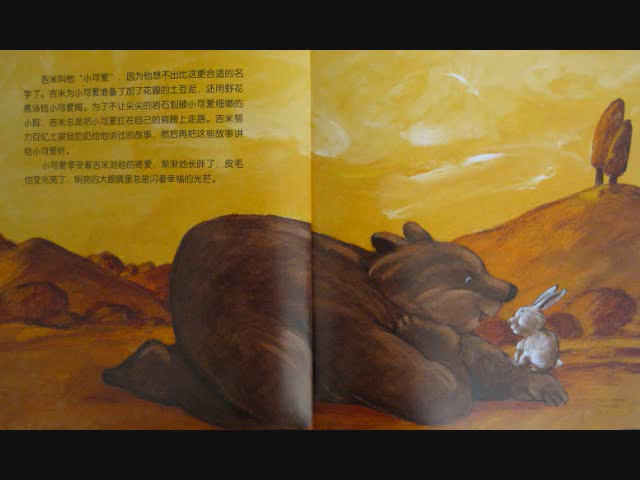 吉米叫他“小可爱”，因为他想不出比这更合适的名
字了。吉米为小可爱准备了加了花瓣的土豆泥，还用野花
煮汤给小可爱喝。为了不让尖尖的岩石划破小可爱细嫩的
小脚，吉米总是把小可爱扛在自己的肩膀上走路。吉米努
力回忆土拨鼠奶奶给他讲过的故事，然后再把这些故事讲
给小可爱听。
小可爱享受着吉米对他的疼爱，渐渐地长胖了，皮毛
也变光亮了，明亮的大眼睛里总是闪着幸福的光芒。